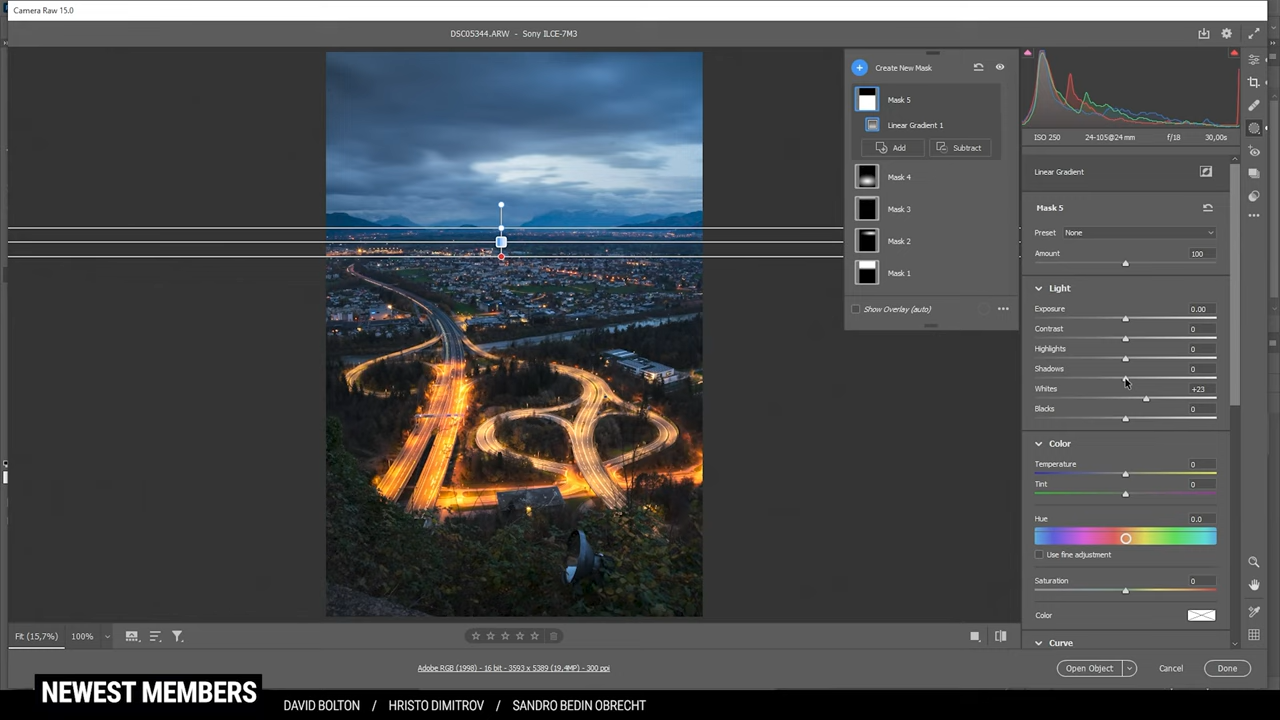 Camera Raw 15.0
DSC05344.ARW - Sony ILCE-7M3
Create New Mask
Mask 5
Linear Gradient 1
Add Subtract
Mask 4
Mask 3
Mask 2
Mask 1
Show Overlay (auto)
ISO 250 24-105@24 mm f/18 30,00s
Linear Gradient
Mask 5
Preset None
Amount 100
Light
Exposure 0.00
Contrast 0
Highlights 0
Shadows 0
Whites +23
Blacks 0
Color
Temperature 0
Tint 0
Hue 0.0
Use fine adjustment
Saturation 0
Color
Curve
Fit (15,7%) 100%
Adobe RGB (1998) - 16 bit - 3593 x 5389 (19,4MP) - 300 ppi
Open Object Cancel Done
NEWEST MEMBERS
DAVID BOLTON / HRISTO DIMITROV / SANDRO BEDIN OBRECHT